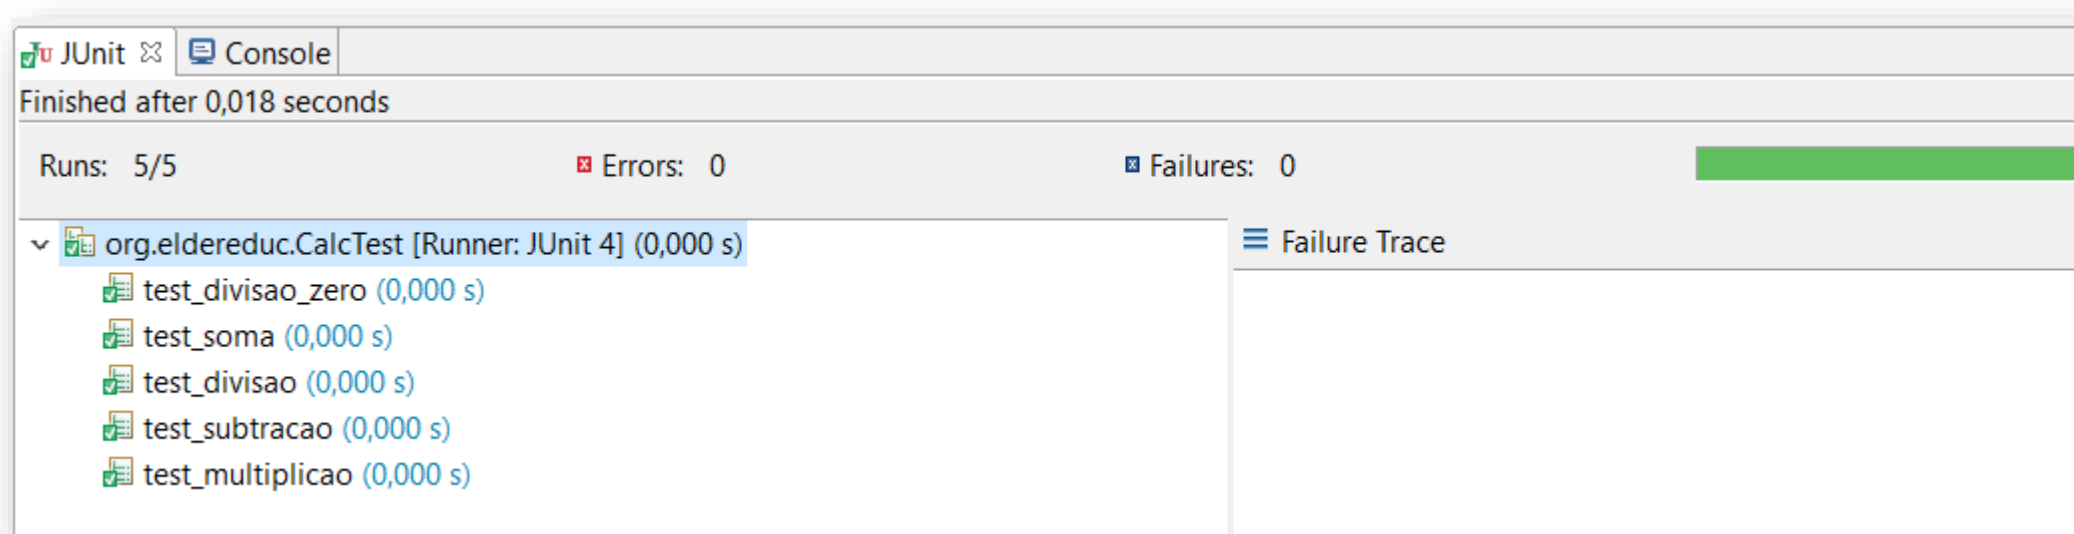 JUnit Console
Finished after 0,018 seconds
Runs: 5/5 Errors: 0 Failures: 0
org.eldereduc.CalcTest [Runner: JUnit 4] (0,000 s)
Failure Trace
test_divisao_zero (0,000 s)
test_soma (0,000 s)
test_divisao (0,000 s)
test_subtracao (0,000 s)
test_multiplicao (0,000 s)